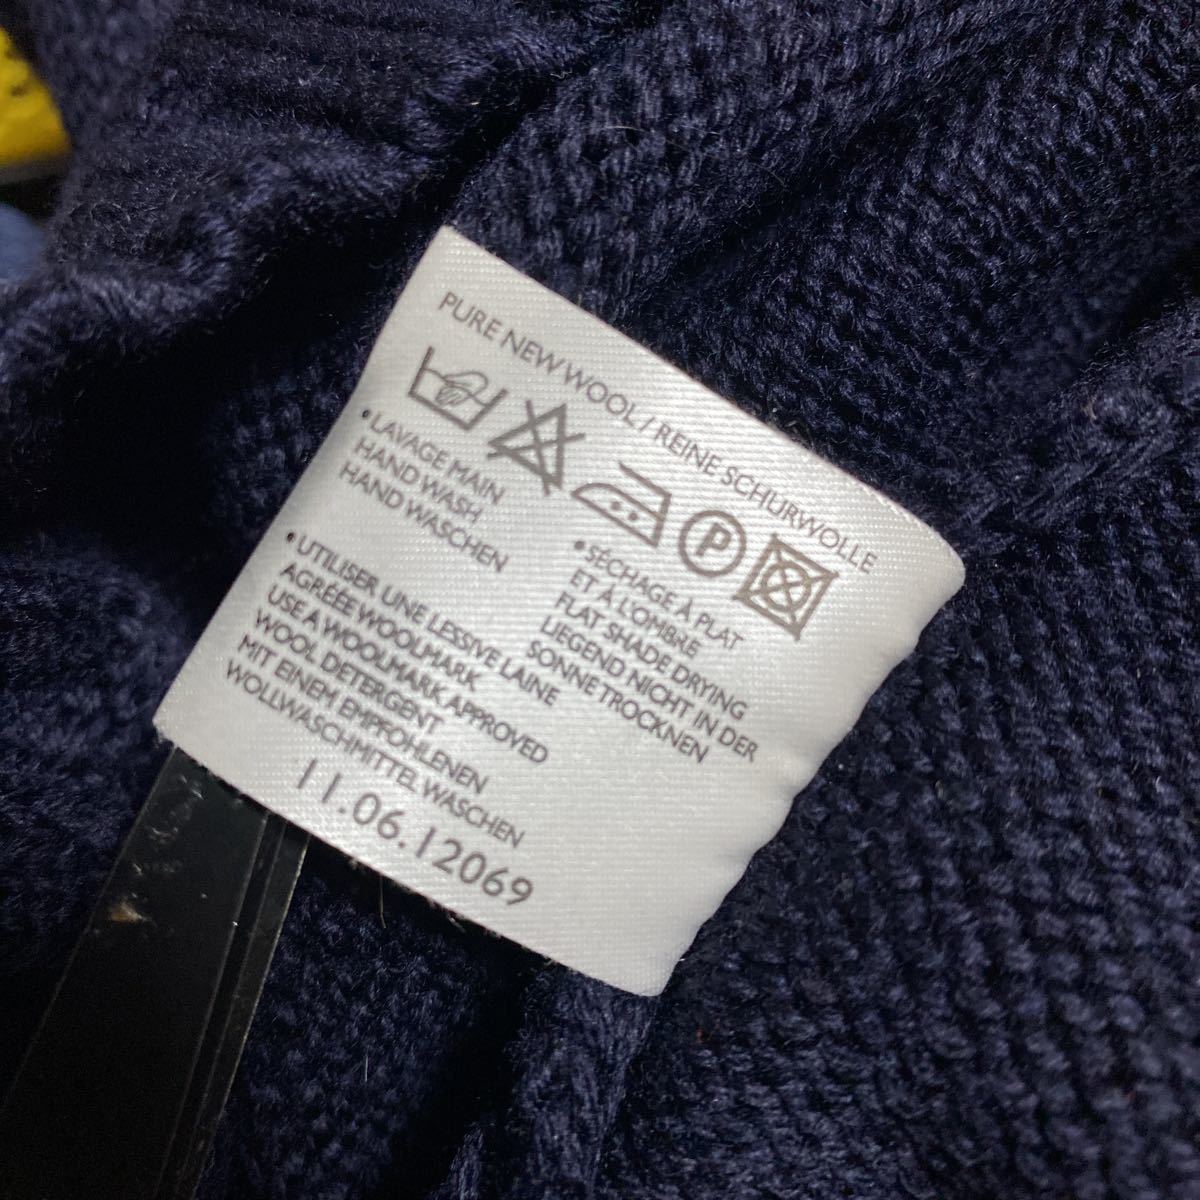 PURE NEW WOOL / REINE SCHURWOLLE
P
•LAVAGE MAIN
HAND WASH
HAND WASCHEN
•UTILISER UNE LESSIVE LAINE
AGRÉÉE WOOLMARK
USE A WOOLMARK APPROVED
WOOL DETERGENT
MIT EINEM EMPFOHLENEN
WOLLWASCHMITTEL WASCHEN
•SÉCHAGE À PLAT
ET À L'OMBRE
FLAT SHADE DRYING
LIEGEND NICHT IN DER
SONNE TROCKNEN
11.06.12069